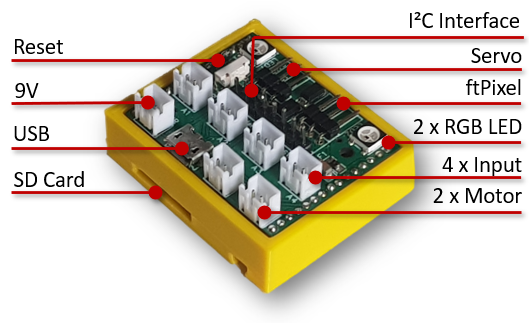 Reset
9V
USB
SD Card
I²C Interface
Servo
ftPixel
2 x RGB LED
4 x Input
2 x Motor